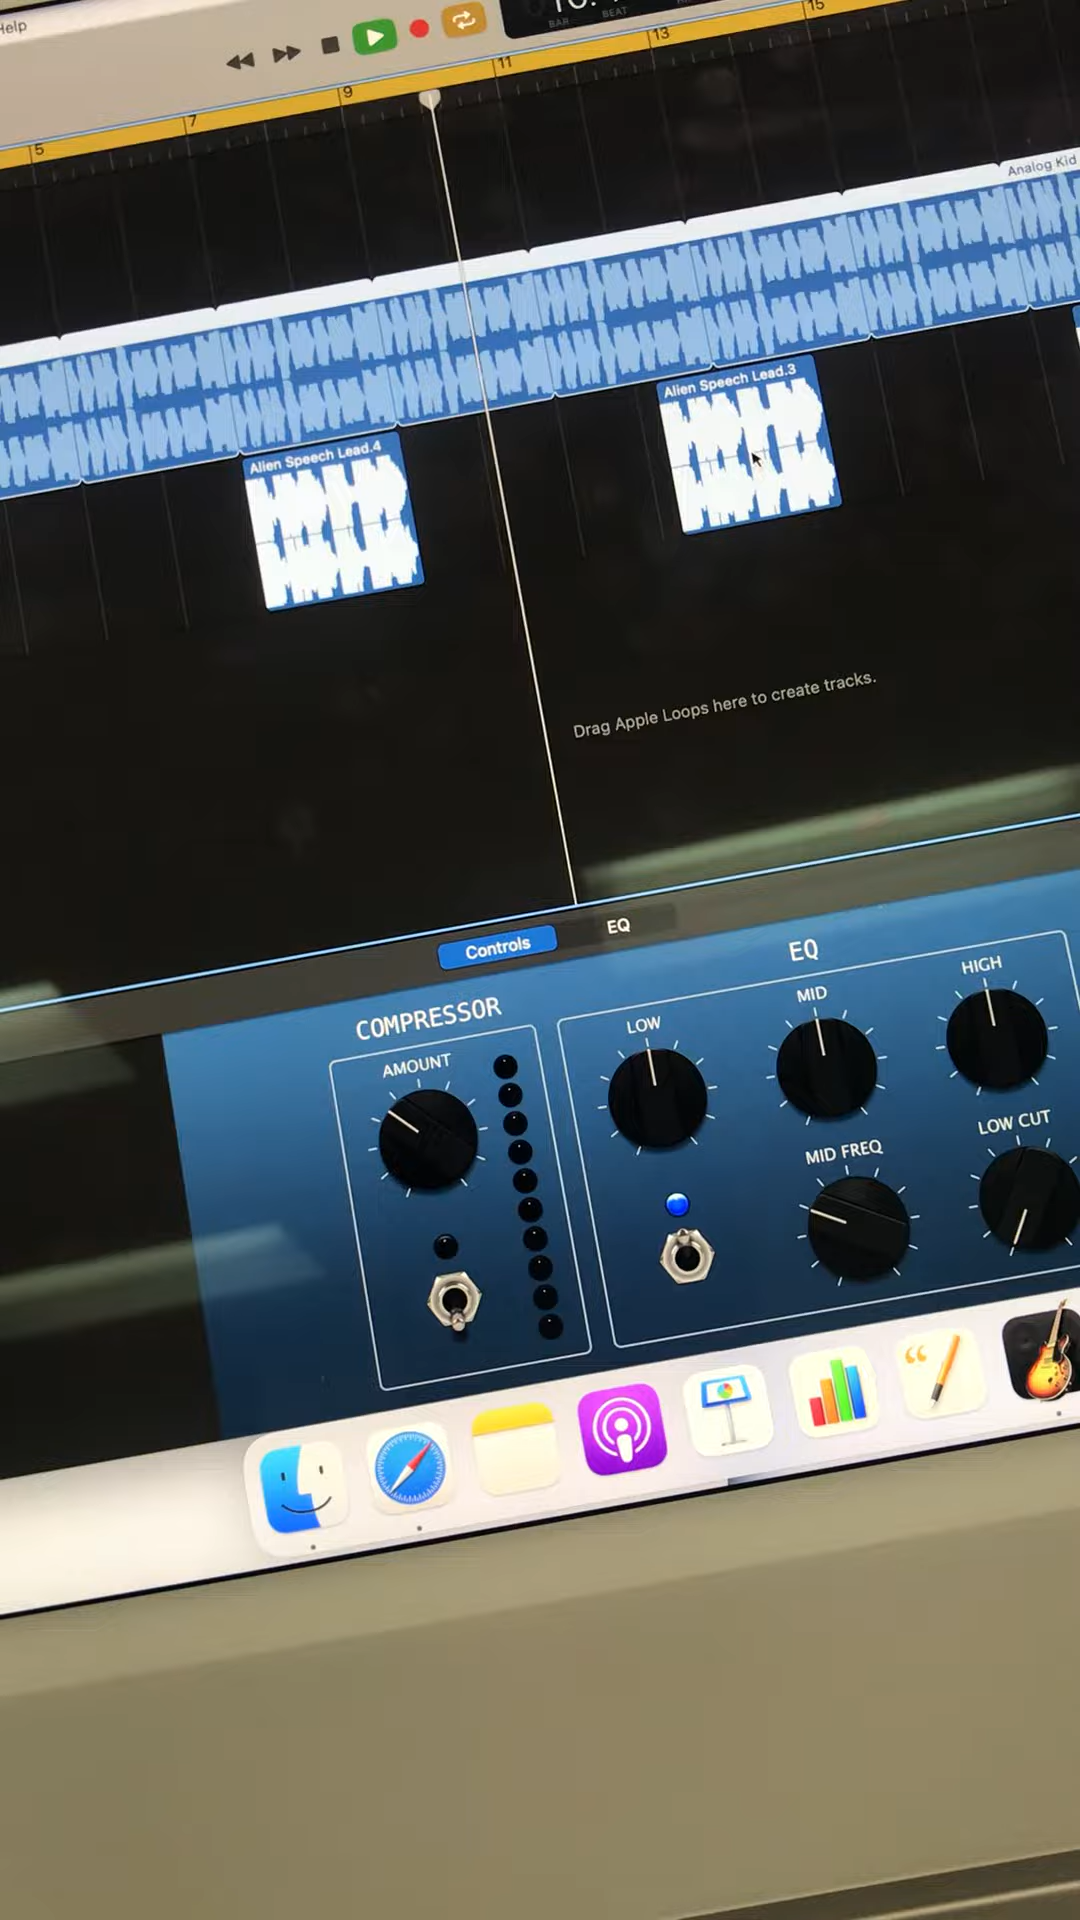 Help
BAR
BEAT
5
7
9
11
13
15
Analog Kid
Alien Speech Lead.3
Alien Speech Lead.4
Drag Apple Loops here to create tracks.
Controls
EQ
COMPRESSOR
AMOUNT
EQ
LOW
MID
HIGH
MID FREQ
LOW CUT